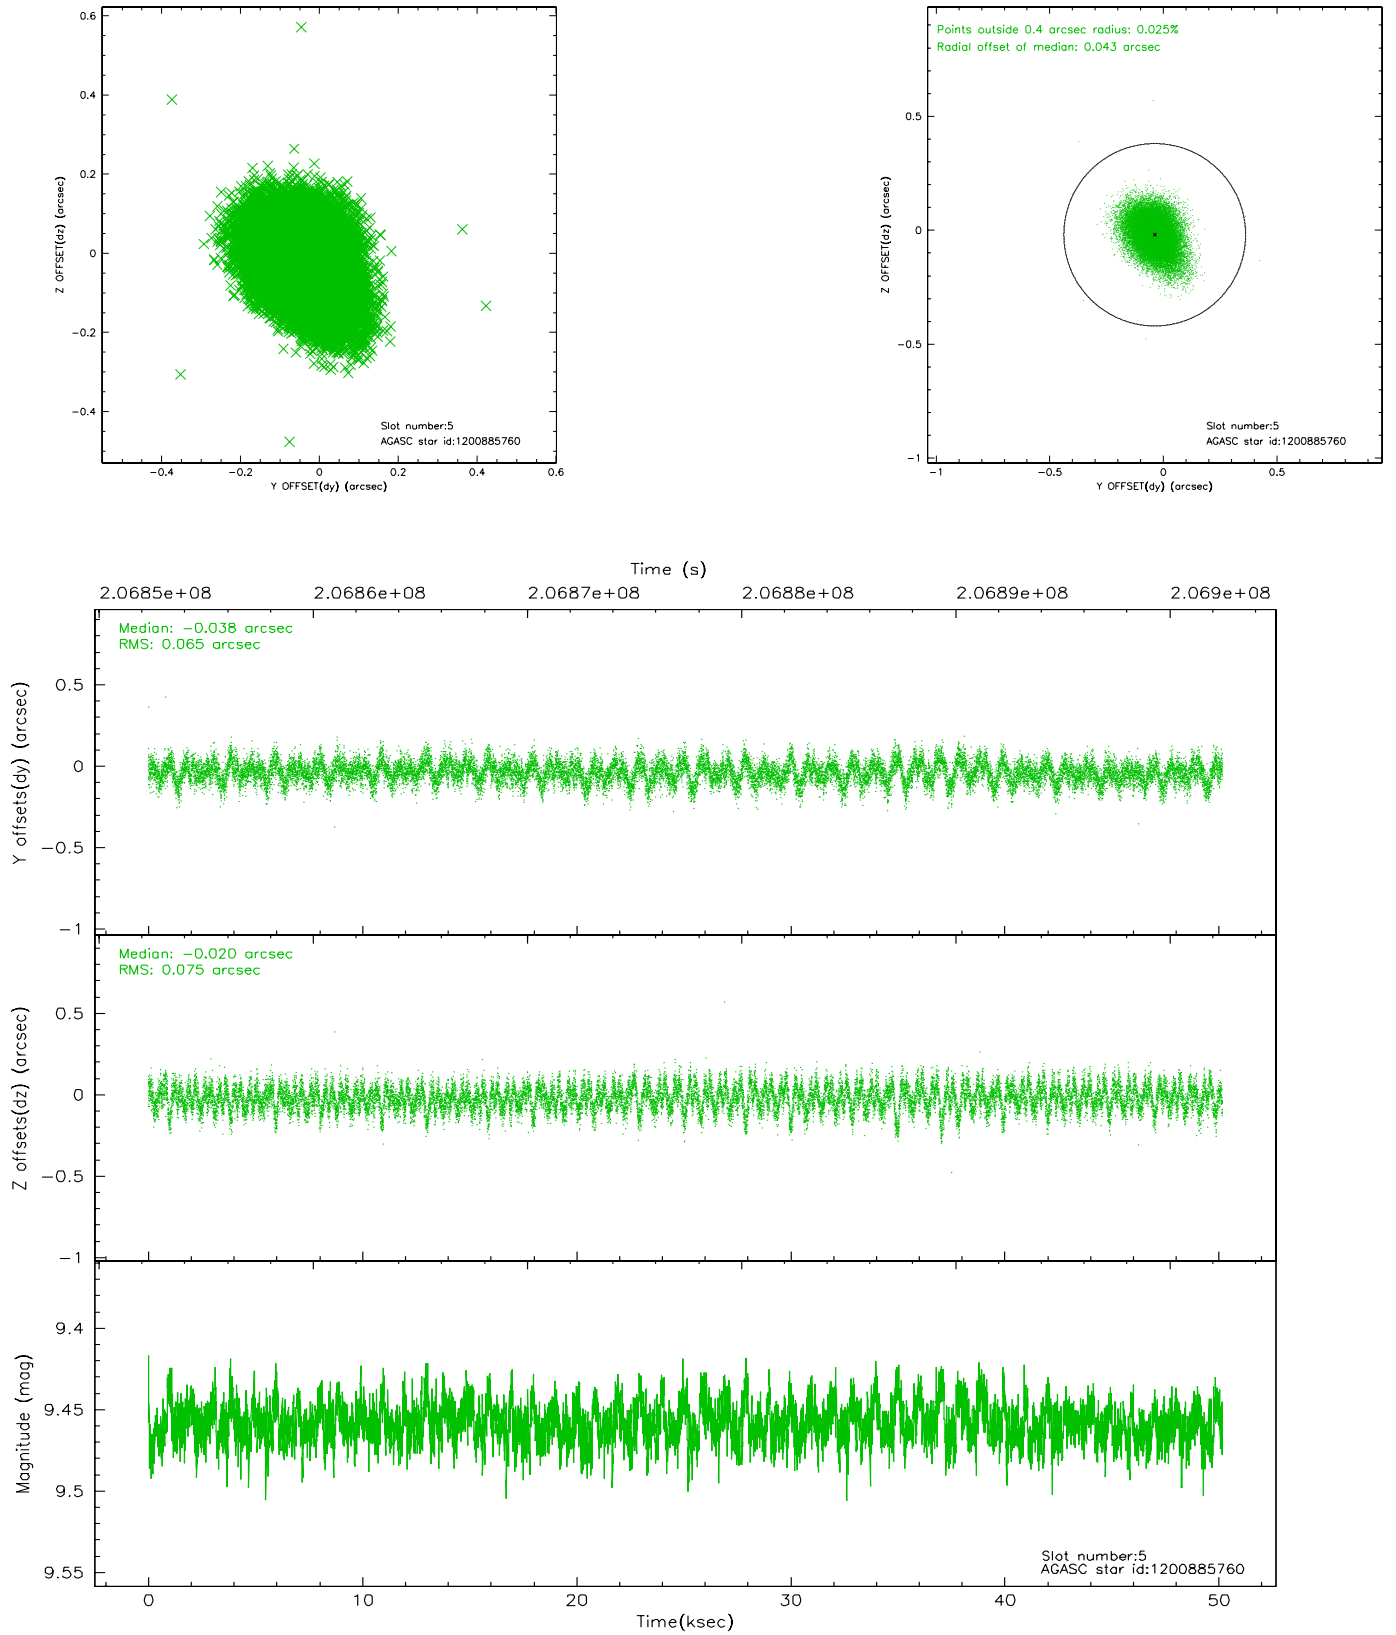 0.6
0.4
0.2
0
−0.2
−0.4
Z OFFSET(dz) (arcsec)
Slot number:5
AGASC star id:1200885760
−0.4 −0.2 0 0.2 0.4 0.6
Y OFFSET(dy) (arcsec)
Points outside 0.4 arcsec radius: 0.025%
Radial offset of median: 0.043 arcsec
0.5
0
−0.5
−1
Z OFFSET(dz) (arcsec)
Slot number:5
AGASC star id:1200885760
−1 −0.5 0 0.5
Y OFFSET(dy) (arcsec)
Time (s)
2.0685e+08 2.0686e+08 2.0687e+08 2.0688e+08 2.0689e+08 2.069e+08
Median: −0.038 arcsec
RMS: 0.065 arcsec
0.5
0
−0.5
−1
Y offsets(dy) (arcsec)
Median: −0.020 arcsec
RMS: 0.075 arcsec
0.5
0
−0.5
−1
Z offsets(dz) (arcsec)
9.4
9.45
9.5
9.55
Magnitude (mag)
Slot number:5
AGASC star id:1200885760
0 10 20 30 40 50
Time(ksec)